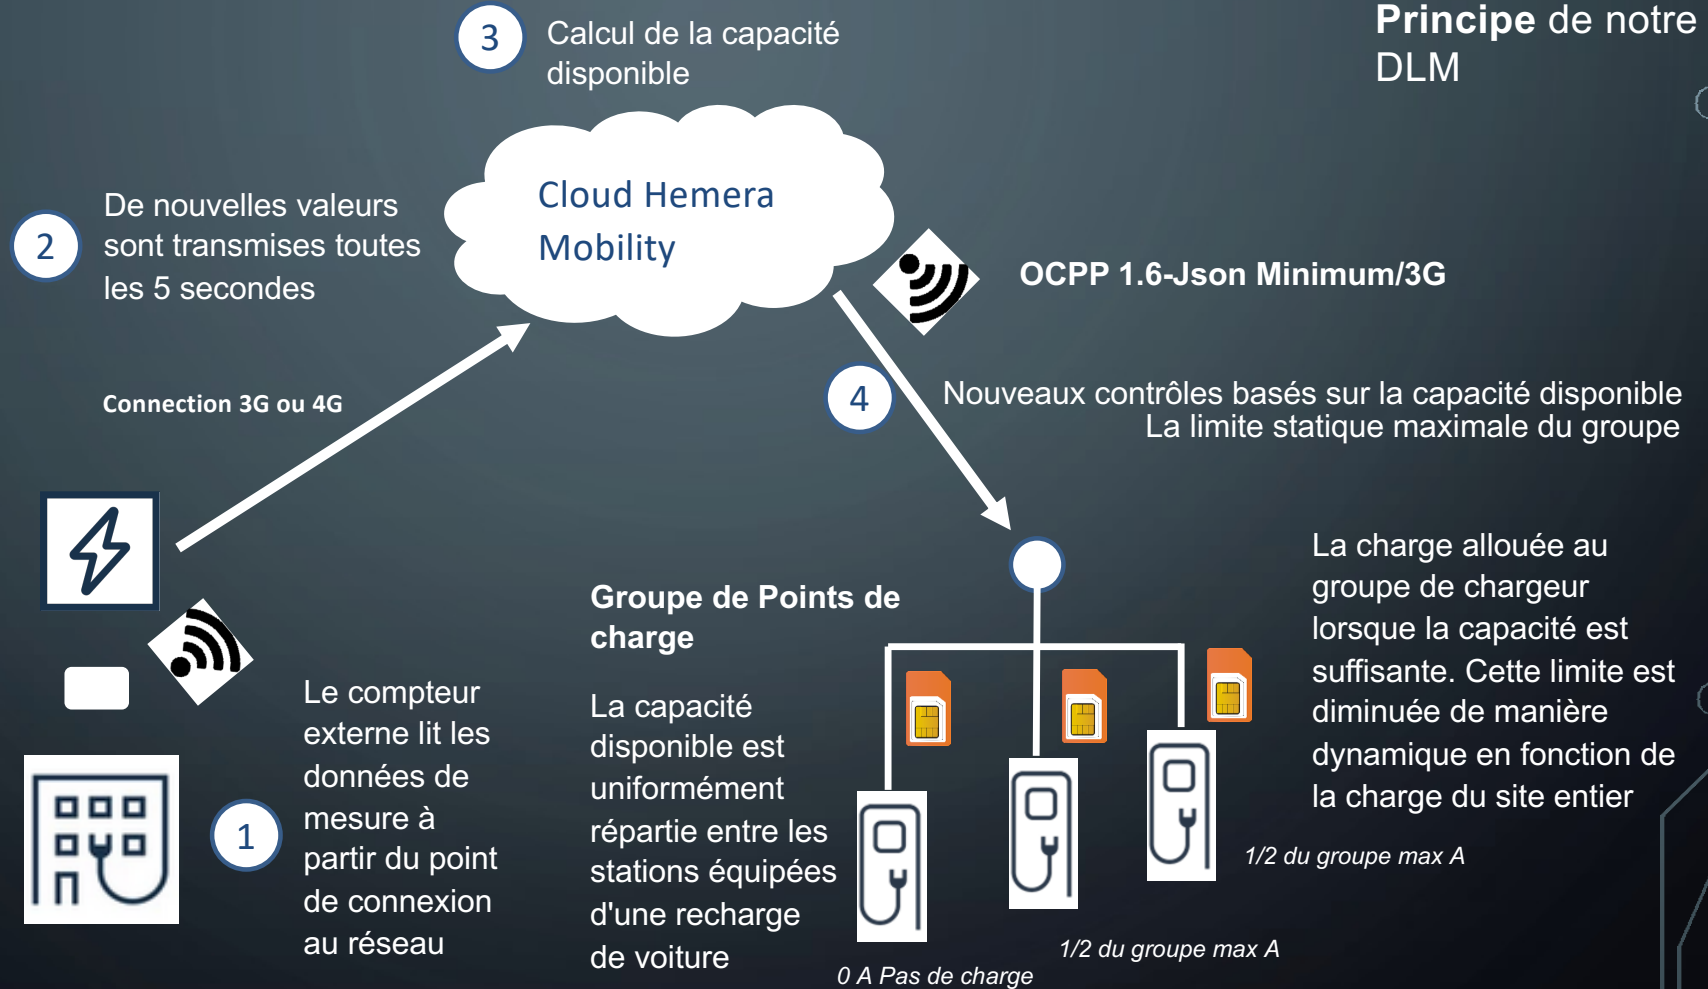 Principe de notre
DLM
3
Calcul de la capacité
disponible
Cloud Hemera
Mobility
2
De nouvelles valeurs
sont transmises toutes
les 5 secondes
OCPP 1.6-Json Minimum/3G
Connection 3G ou 4G
4
Nouveaux contrôles basés sur la capacité disponible
La limite statique maximale du groupe
1
Le compteur
externe lit les
données de
mesure à
partir du point
de connexion
au réseau
Groupe de Points de
charge
La capacité
disponible est
uniformément
répartie entre les
stations équipées
d'une recharge
de voiture
La charge allouée au
groupe de chargeur
lorsque la capacité est
suffisante. Cette limite est
diminuée de manière
dynamique en fonction de
la charge du site entier
1/2 du groupe max A
1/2 du groupe max A
0 A Pas de charge